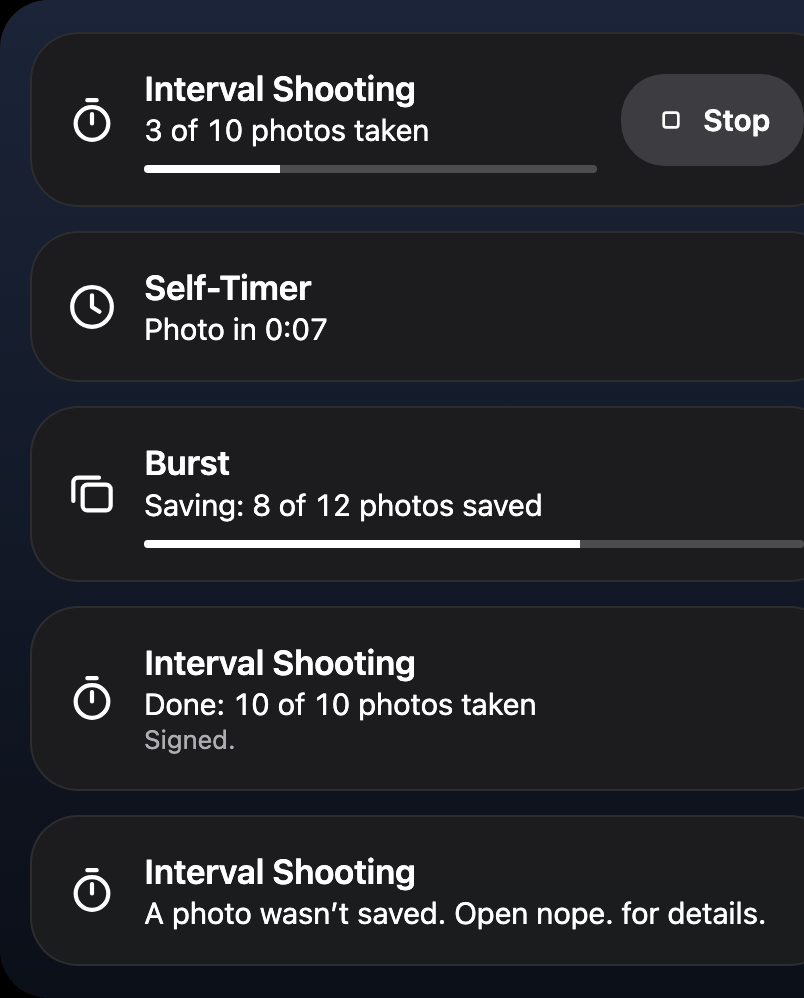 Interval Shooting
3 of 10 photos taken
Stop
Self-Timer
Photo in 0:07
Burst
Saving: 8 of 12 photos saved
Interval Shooting
Done: 10 of 10 photos taken
Signed.
Interval Shooting
A photo wasn’t saved. Open nope. for details.